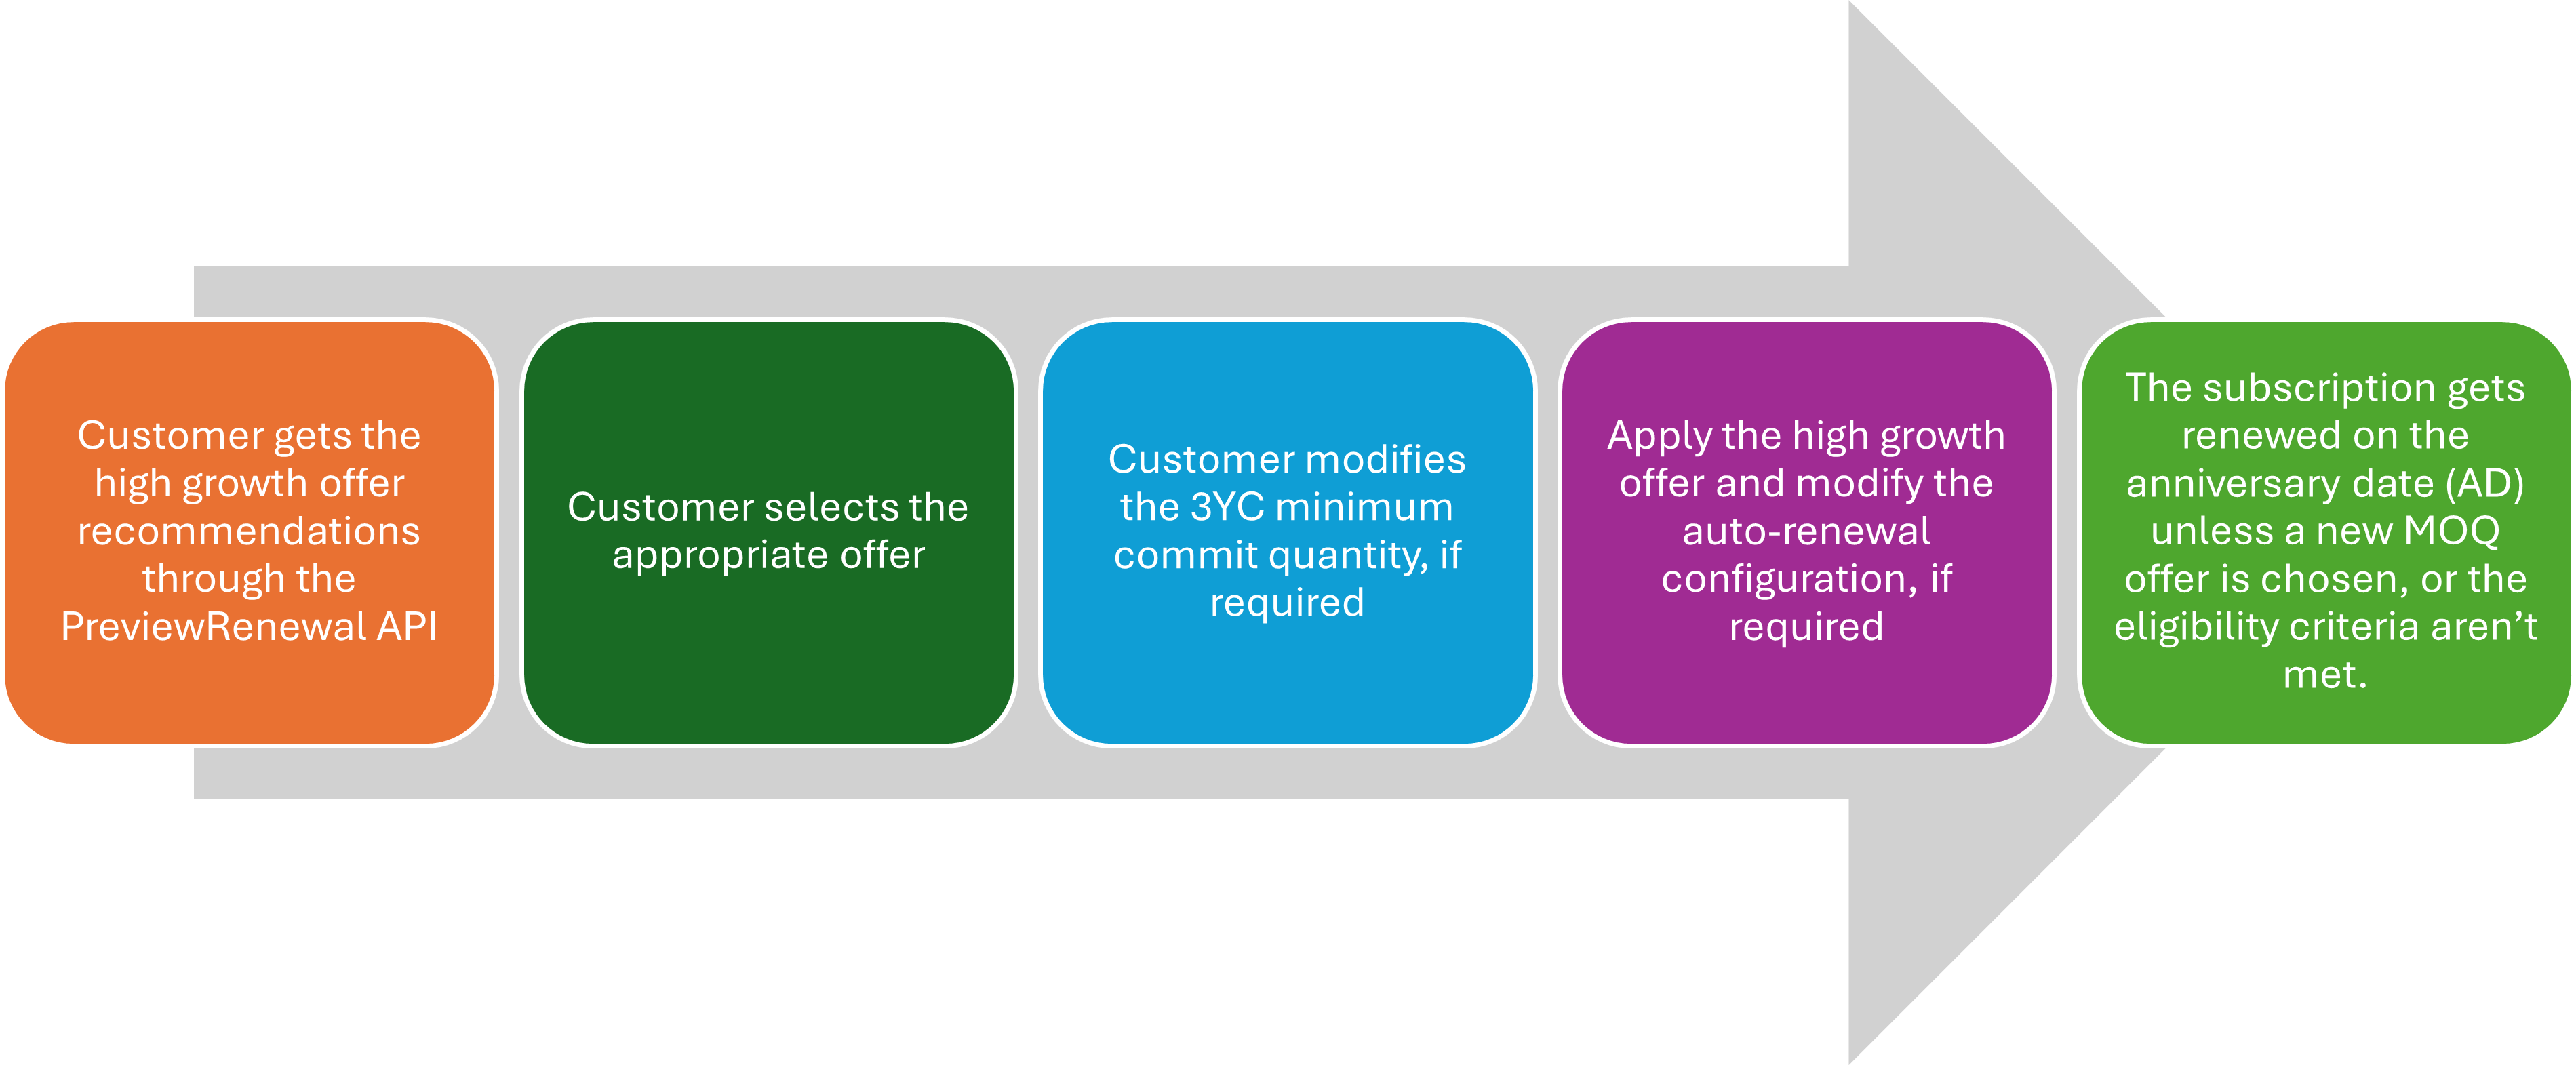 Customer gets the
high growth offer
recommendations
through the
PreviewRenewal API
Customer selects the
appropriate offer
Customer modifies
the 3YC minimum
commit quantity, if
required
Apply the high growth
offer and modify the
auto-renewal
configuration, if
required
The subscription gets
renewed on the
anniversary date (AD)
unless a new MOQ
offer is chosen, or the
eligibility criteria aren’t
met.